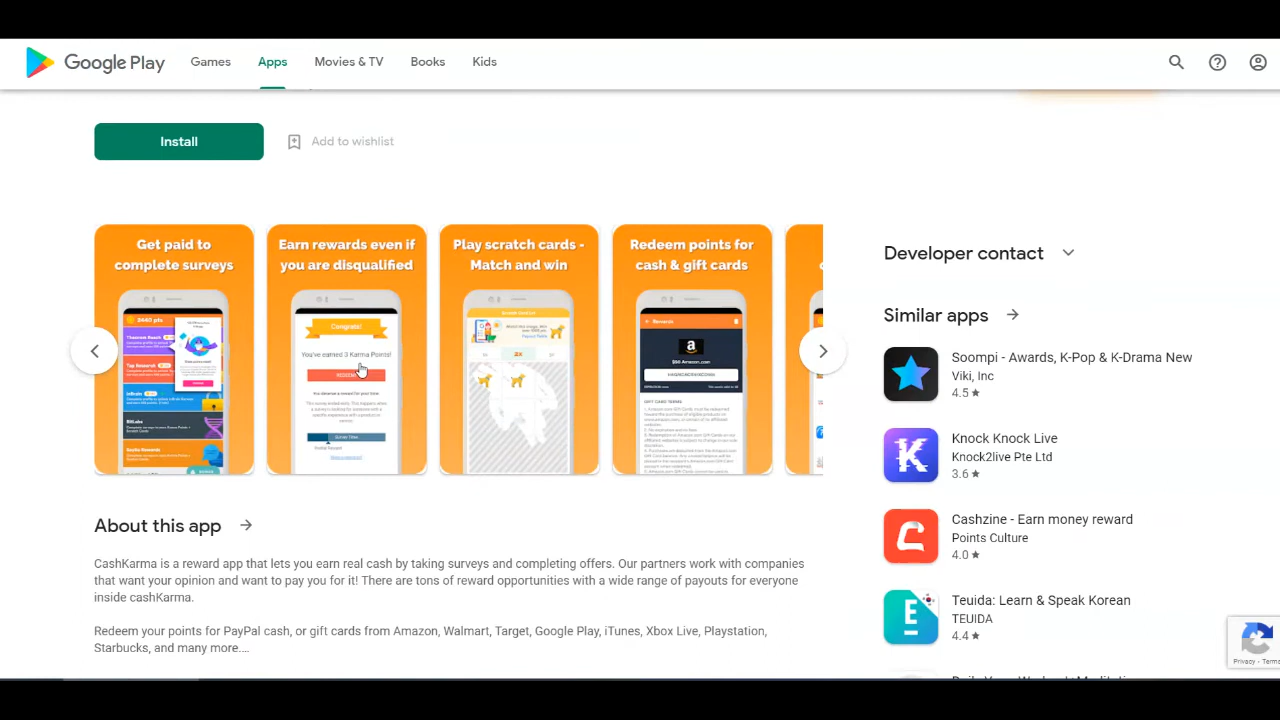 Google Play
Games
Apps
Movies & TV
Books
Kids
Install
Add to wishlist
Get paid to
complete surveys
Earn rewards even if
you are disqualified
Congrats!
You've earned 3 Karma Points!
Play scratch cards -
Match and win
2X
Redeem points for
cash & gift cards
Rewards
Developer contact
Similar apps
Soompi - Awards, K-Pop & K-Drama New
Viki, Inc
4.5 ★
Knock Knock Live
Knock2live Pte Ltd
3.6 ★
Cashzine - Earn money reward
Points Culture
4.0 ★
Teuida: Learn & Speak Korean
TEUIDA
4.4 ★
About this app
CashKarma is a reward app that lets you earn real cash by taking surveys and completing offers. Our partners work with companies
that want your opinion and want to pay you for it! There are tons of reward opportunities with a wide range of payouts for everyone
inside cashKarma.
Redeem your points for PayPal cash, or gift cards from Amazon, Walmart, Target, Google Play, iTunes, Xbox Live, Playstation,
Starbucks, and many more....
Privacy - Terms